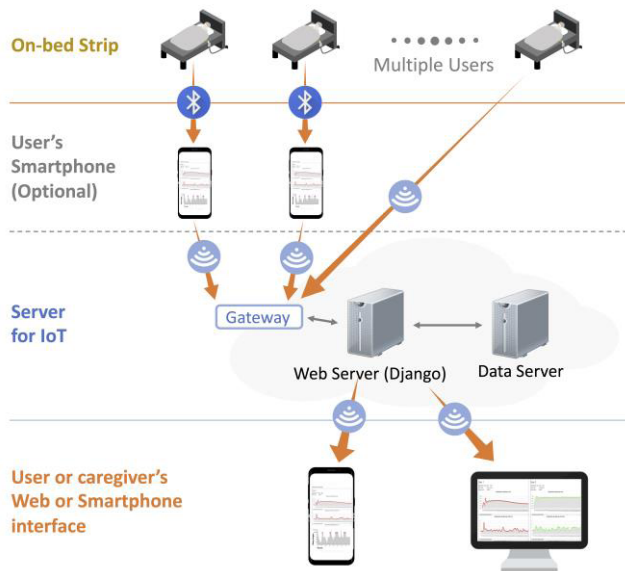 On-bed Strip
Multiple Users
User's
Smartphone
(Optional)
Server
for IoT
Gateway
Web Server (Django)
Data Server
User or caregiver's
Web or Smartphone
interface